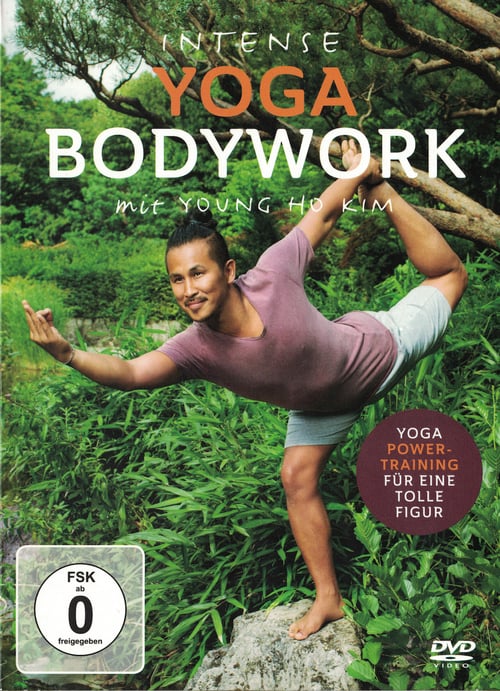 INTENSE
YOGA
BODYWORK
mit YOUNG HO KIM
YOGA
POWER-
TRAINING
FÜR EINE
TOLLE
FIGUR
FSK
ab
0
freigegeben
DVD
VIDEO